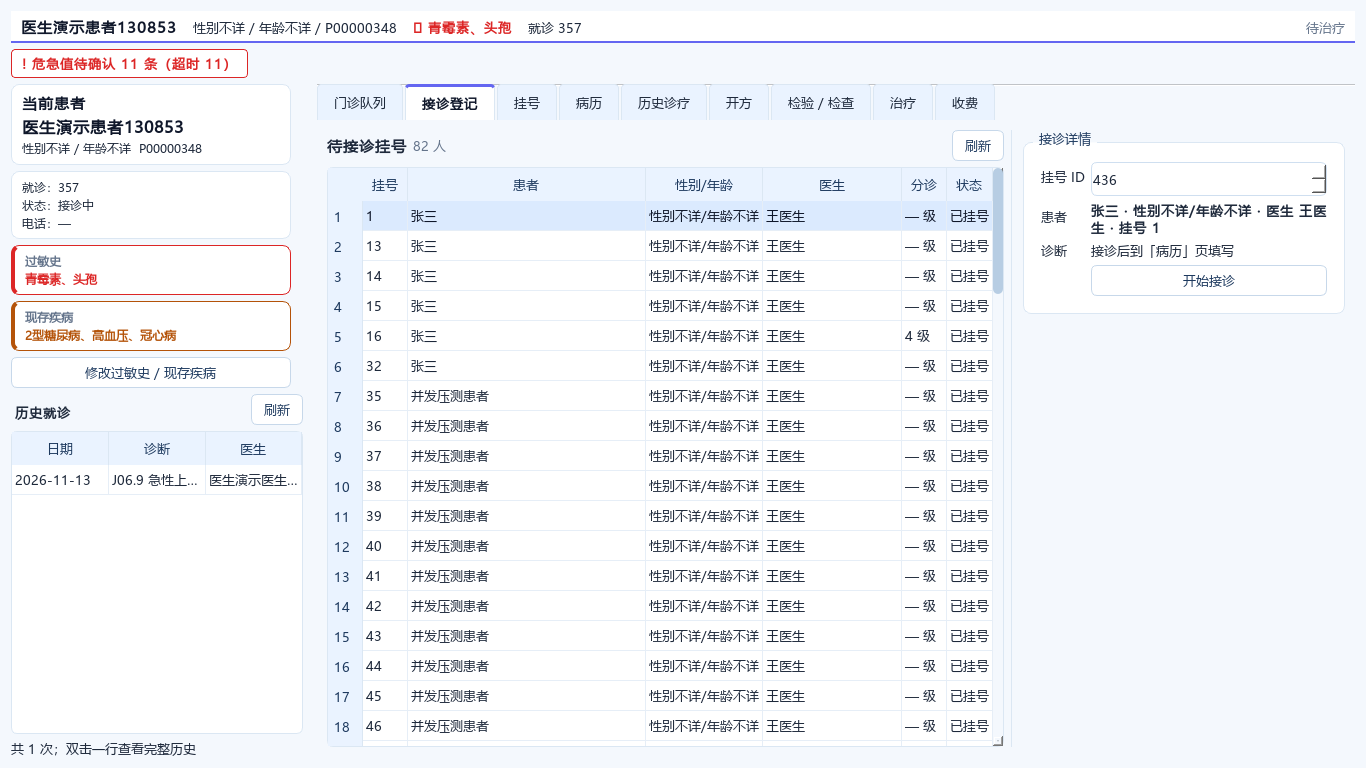 医生演示患者130853 性别不详 / 年龄不详 / P00000348 青霉素、头孢 就诊 357 待治疗
! 危急值待确认 11 条（超时 11）
当前患者
医生演示患者130853
性别不详 / 年龄不详 P00000348
就诊：357
状态：接诊中
电话：—
过敏史
青霉素、头孢
现存疾病
2型糖尿病、高血压、冠心病
修改过敏史 / 现存疾病
历史就诊 刷新
日期 诊断 医生
2026-11-13 J06.9 急性上... 医生演示医生...
共 1 次；双击一行查看完整历史
门诊队列 接诊登记 挂号 病历 历史诊疗 开方 检验 / 检查 治疗 收费
待接诊挂号 82 人 刷新
挂号 患者 性别/年龄 医生 分诊 状态
1 1 张三 性别不详/年龄不详 王医生 — 级 已挂号
2 13 张三 性别不详/年龄不详 王医生 — 级 已挂号
3 14 张三 性别不详/年龄不详 王医生 — 级 已挂号
4 15 张三 性别不详/年龄不详 王医生 — 级 已挂号
5 16 张三 性别不详/年龄不详 王医生 4 级 已挂号
6 32 张三 性别不详/年龄不详 王医生 — 级 已挂号
7 35 并发压测患者 性别不详/年龄不详 王医生 — 级 已挂号
8 36 并发压测患者 性别不详/年龄不详 王医生 — 级 已挂号
9 37 并发压测患者 性别不详/年龄不详 王医生 — 级 已挂号
10 38 并发压测患者 性别不详/年龄不详 王医生 — 级 已挂号
11 39 并发压测患者 性别不详/年龄不详 王医生 — 级 已挂号
12 40 并发压测患者 性别不详/年龄不详 王医生 — 级 已挂号
13 41 并发压测患者 性别不详/年龄不详 王医生 — 级 已挂号
14 42 并发压测患者 性别不详/年龄不详 王医生 — 级 已挂号
15 43 并发压测患者 性别不详/年龄不详 王医生 — 级 已挂号
16 44 并发压测患者 性别不详/年龄不详 王医生 — 级 已挂号
17 45 并发压测患者 性别不详/年龄不详 王医生 — 级 已挂号
18 46 并发压测患者 性别不详/年龄不详 王医生 — 级 已挂号
接诊详情
挂号 ID 436
患者 张三 · 性别不详/年龄不详 · 医生 王医
生 · 挂号 1
诊断 接诊后到「病历」页填写
开始接诊